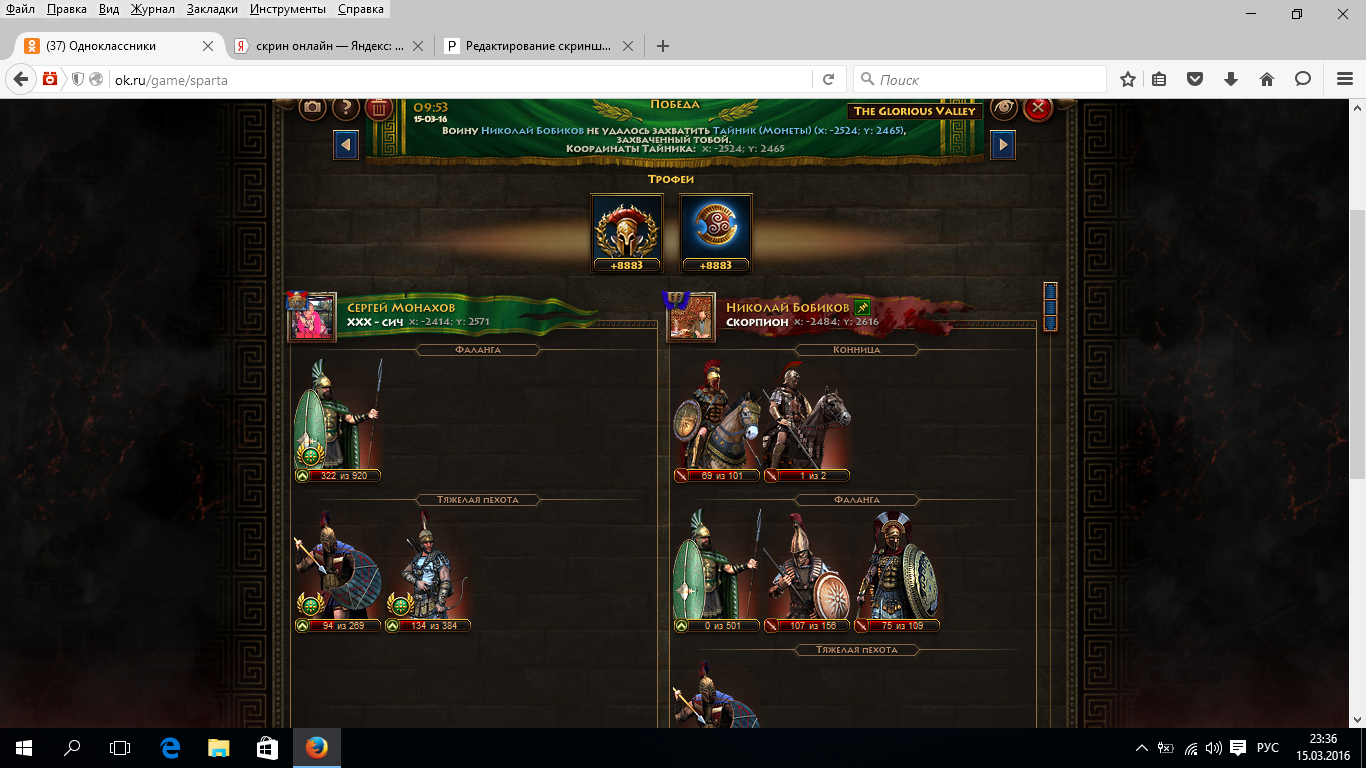 Файл Правка Вид Журнал Закладки Инструменты Справка
(37) Одноклассники
скрин онлайн — Яндекс: ...
Редактирование скринш...
ok.ru/game/sparta
Поиск
09:53
15-03-16
Победа
The Glorious Valley
Воину Николай Бобиков не удалось захватить Тайник (Монеты) (x: -2524; y: 2465),
захваченный тобой.
Координаты Тайника: x: -2524; y: 2465
Трофеи
+8883
+8883
Сергей Монахов
ХХХ - сич x: -2414; y: 2571
Николай Бобиков
Скорпион x: -2484; y: 2616
Фаланга
Конница
322 из 920
69 из 101
1 из 2
Тяжелая пехота
Фаланга
94 из 269
134 из 384
0 из 501
107 из 156
75 из 109
Тяжелая пехота
РУС
23:36
15.03.2016